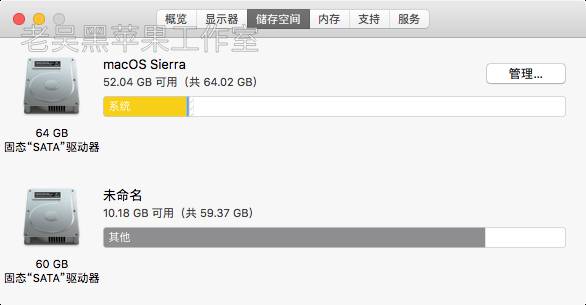 概览 显示器 储存空间 内存 支持 服务
老吴黑苹果工作室
macOS Sierra
52.04 GB 可用（共 64.02 GB）
管理...
系统
64 GB
固态“SATA”驱动器
未命名
10.18 GB 可用（共 59.37 GB）
其他
60 GB
固态“SATA”驱动器